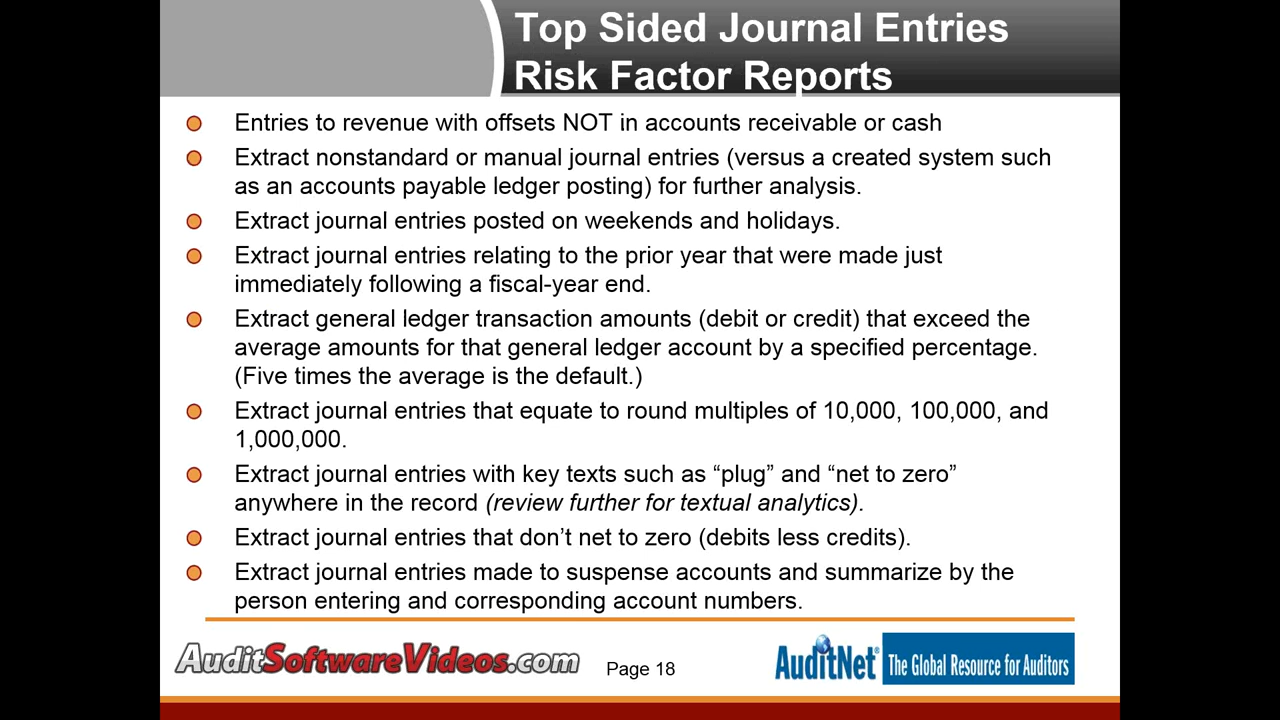 Top Sided Journal Entries
Risk Factor Reports
Entries to revenue with offsets NOT in accounts receivable or cash
Extract nonstandard or manual journal entries (versus a created system such
as an accounts payable ledger posting) for further analysis.
Extract journal entries posted on weekends and holidays.
Extract journal entries relating to the prior year that were made just
immediately following a fiscal-year end.
Extract general ledger transaction amounts (debit or credit) that exceed the
average amounts for that general ledger account by a specified percentage.
(Five times the average is the default.)
Extract journal entries that equate to round multiples of 10,000, 100,000, and
1,000,000.
Extract journal entries with key texts such as “plug” and “net to zero”
anywhere in the record (review further for textual analytics).
Extract journal entries that don’t net to zero (debits less credits).
Extract journal entries made to suspense accounts and summarize by the
person entering and corresponding account numbers.
AuditSoftwareVideos.com
Page 18
AuditNet® The Global Resource for Auditors